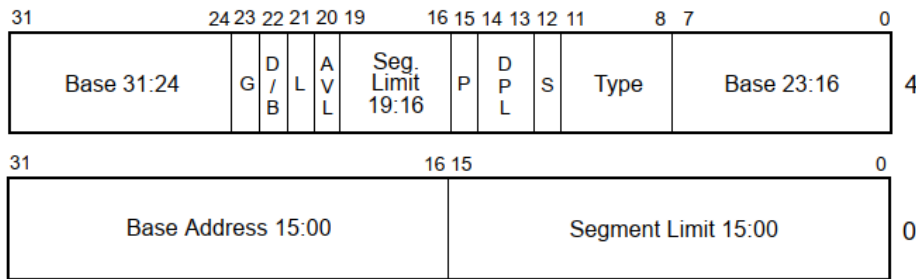 31 24 23 22 21 20 19 16 15 14 13 12 11 8 7 0
Base 31:24 G D/B L AVL Seg. Limit 19:16 P DPL S Type Base 23:16 4
31 16 15 0
Base Address 15:00 Segment Limit 15:00 0